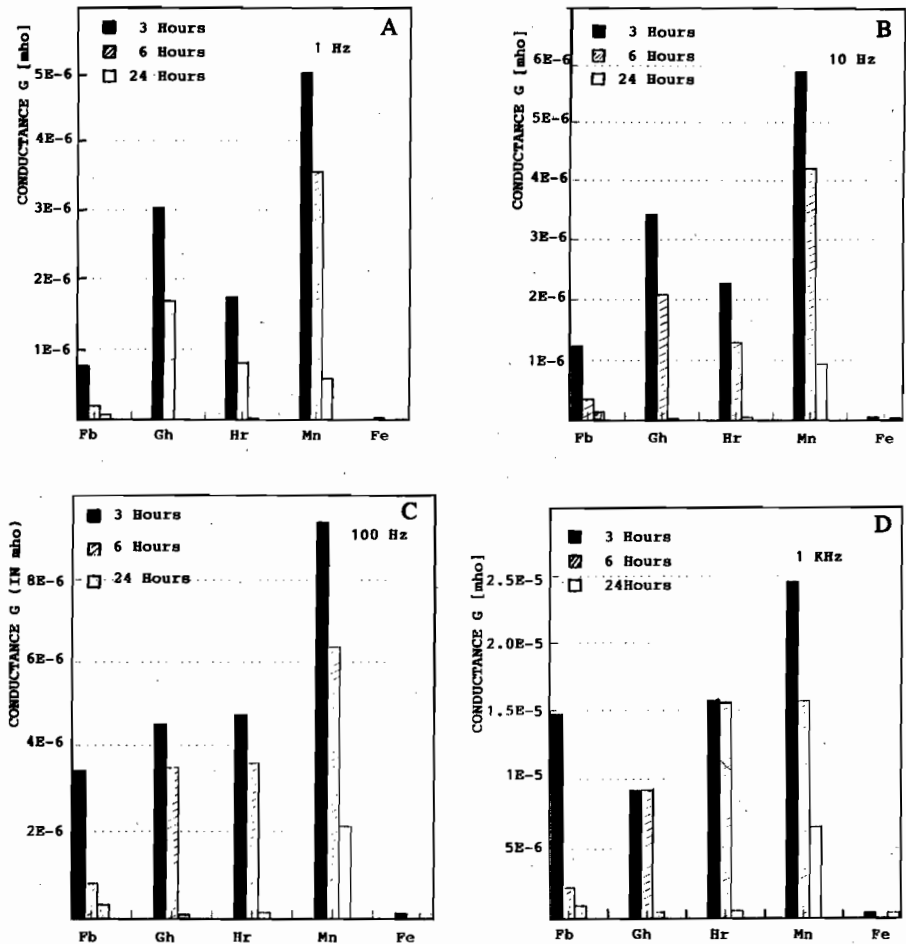 A
3 Hours
6 Hours
24 Hours
1 Hz
CONDUCTANCE G [mho]
5E-6
4E-6
3E-6
2E-6
1E-6
Fb Gh Hr Mn Fe
B
3 Hours
6 Hours
24 Hours
10 Hz
CONDUCTANCE G [mho]
6E-6
5E-6
4E-6
3E-6
2E-6
1E-6
Fb Gh Hr Mn Fe
C
3 Hours
6 Hours
24 Hours
100 Hz
CONDUCTANCE G (IN mho)
8E-6
6E-6
4E-6
2E-6
Fb Gh Hr Mn Fe
D
3 Hours
6 Hours
24Hours
1 KHz
CONDUCTANCE G [mho]
2.5E-5
2.0E-5
1.5E-5
1E-5
5E-6
Fb Gh Hr Mn Fe